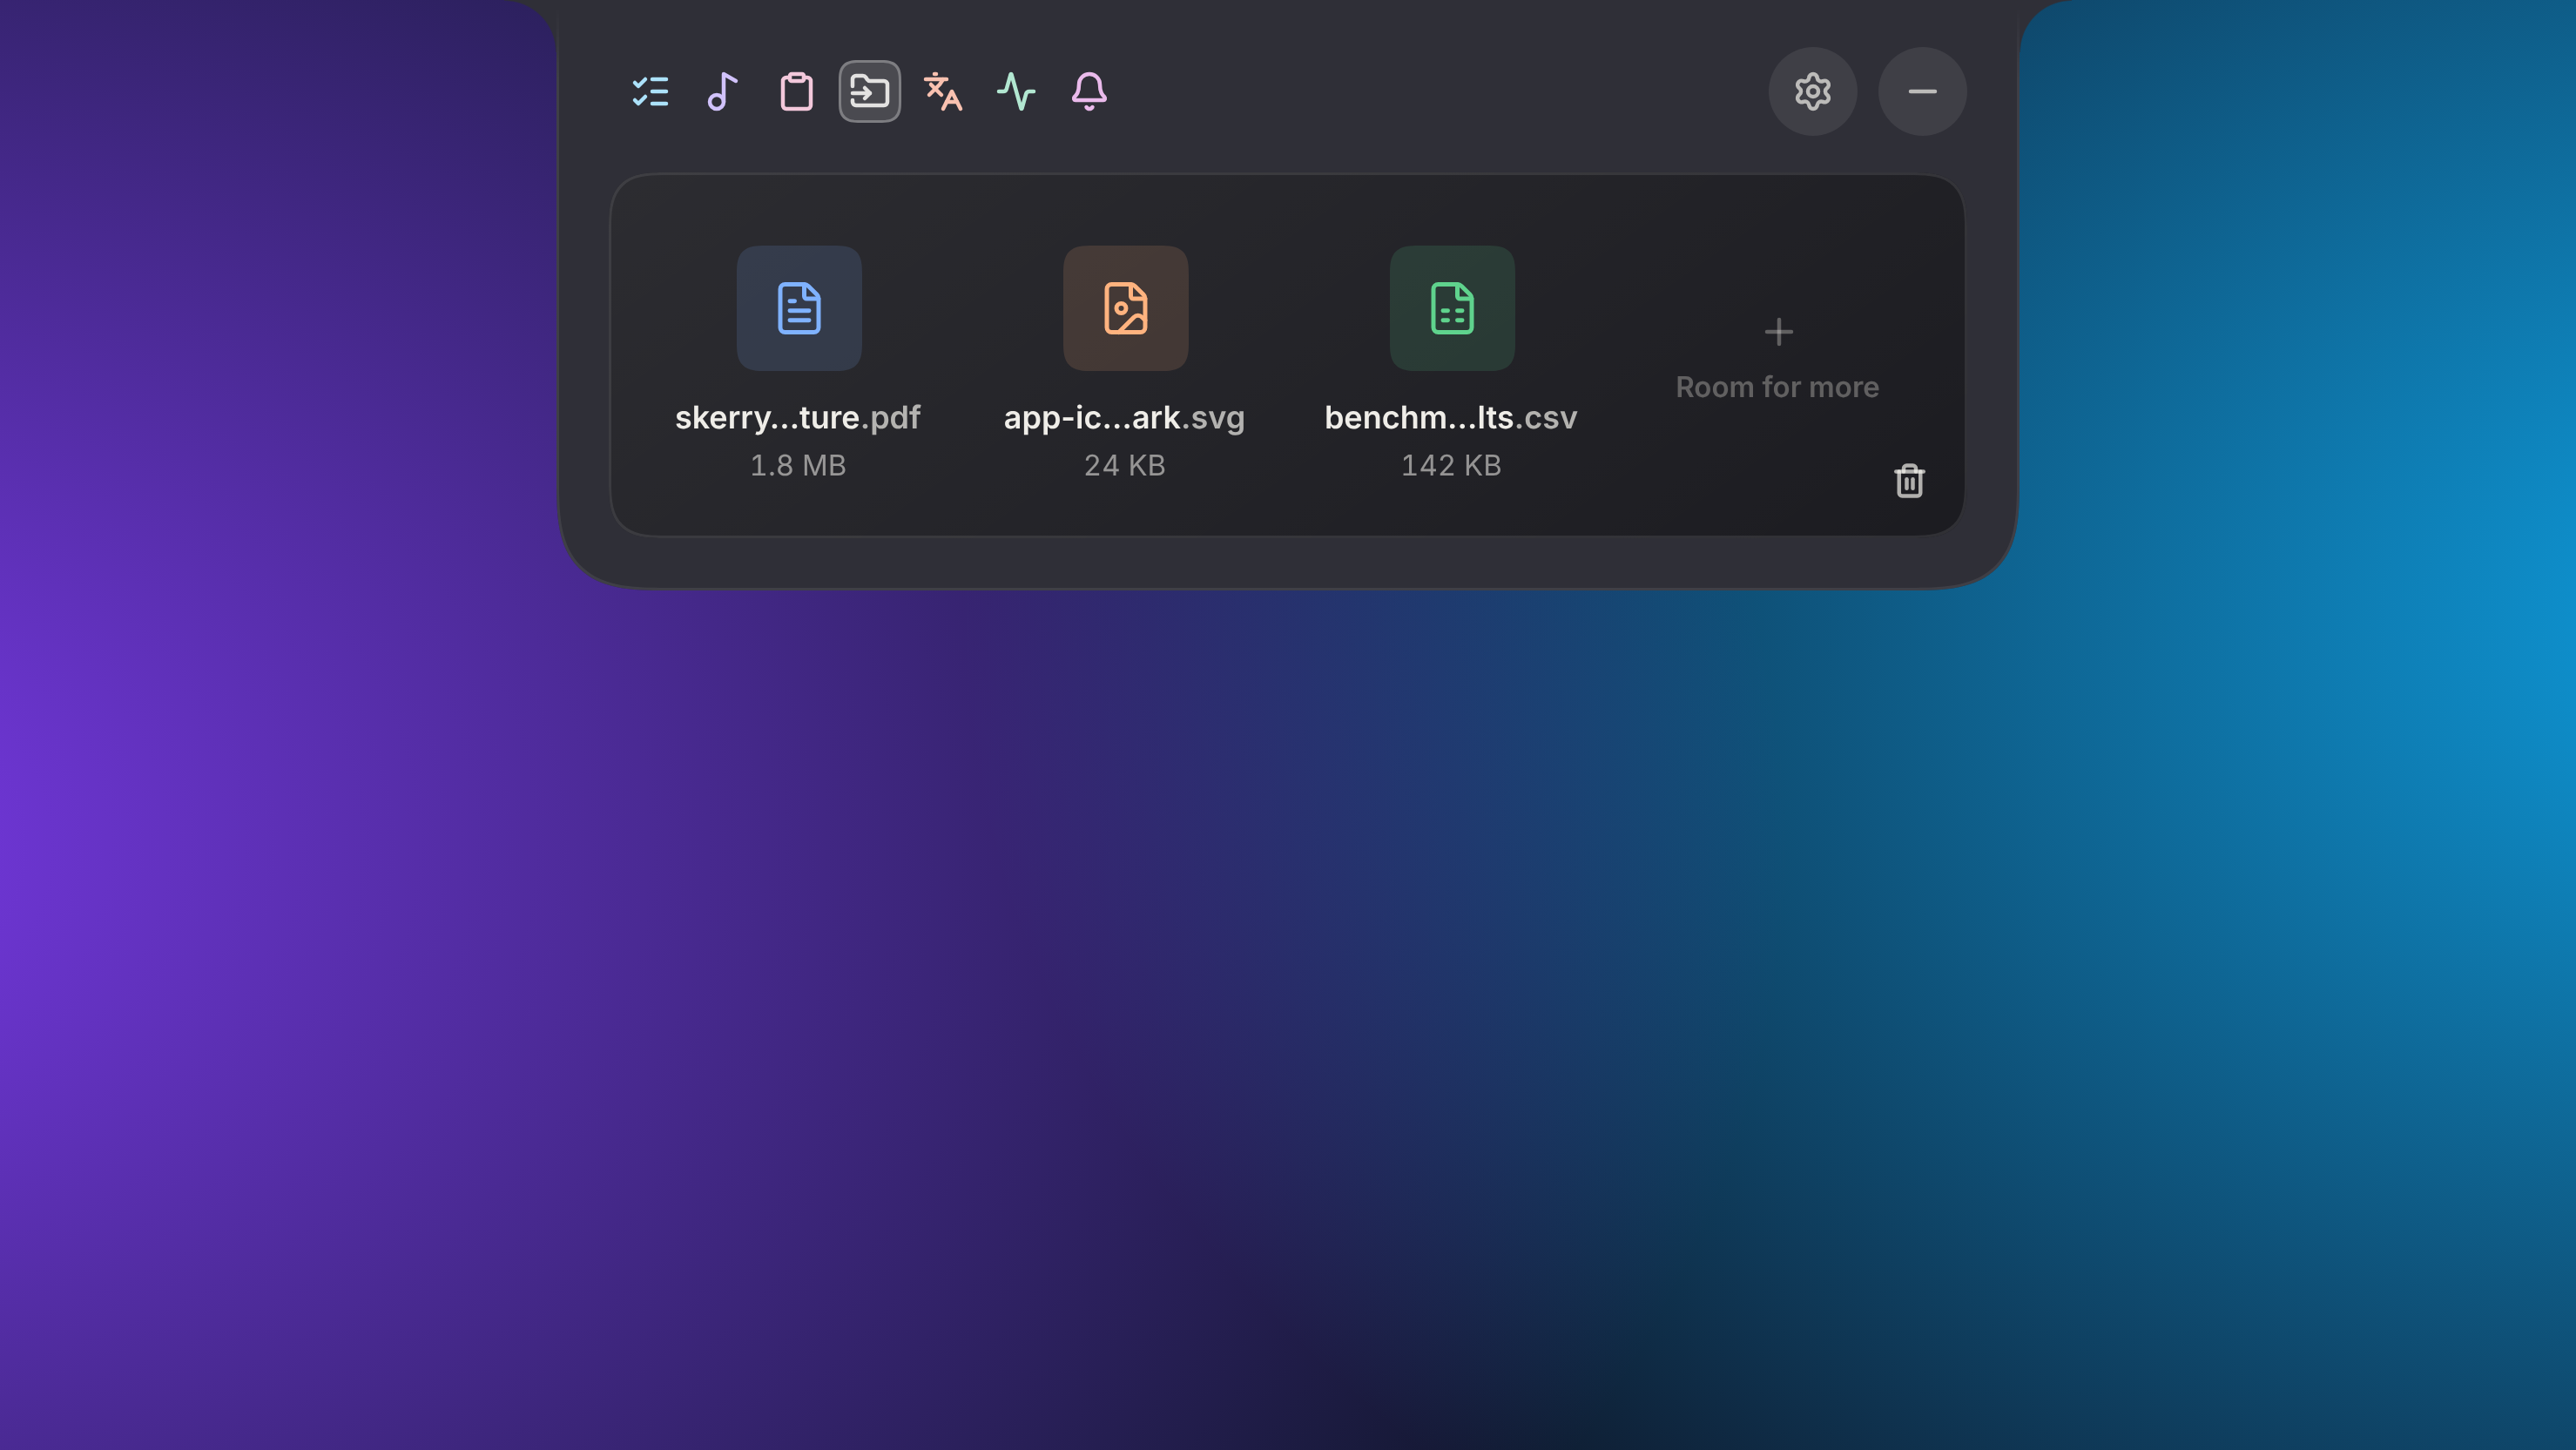 skerry...ture.pdf
1.8 MB
app-ic...ark.svg
24 KB
benchm...lts.csv
142 KB
Room for more